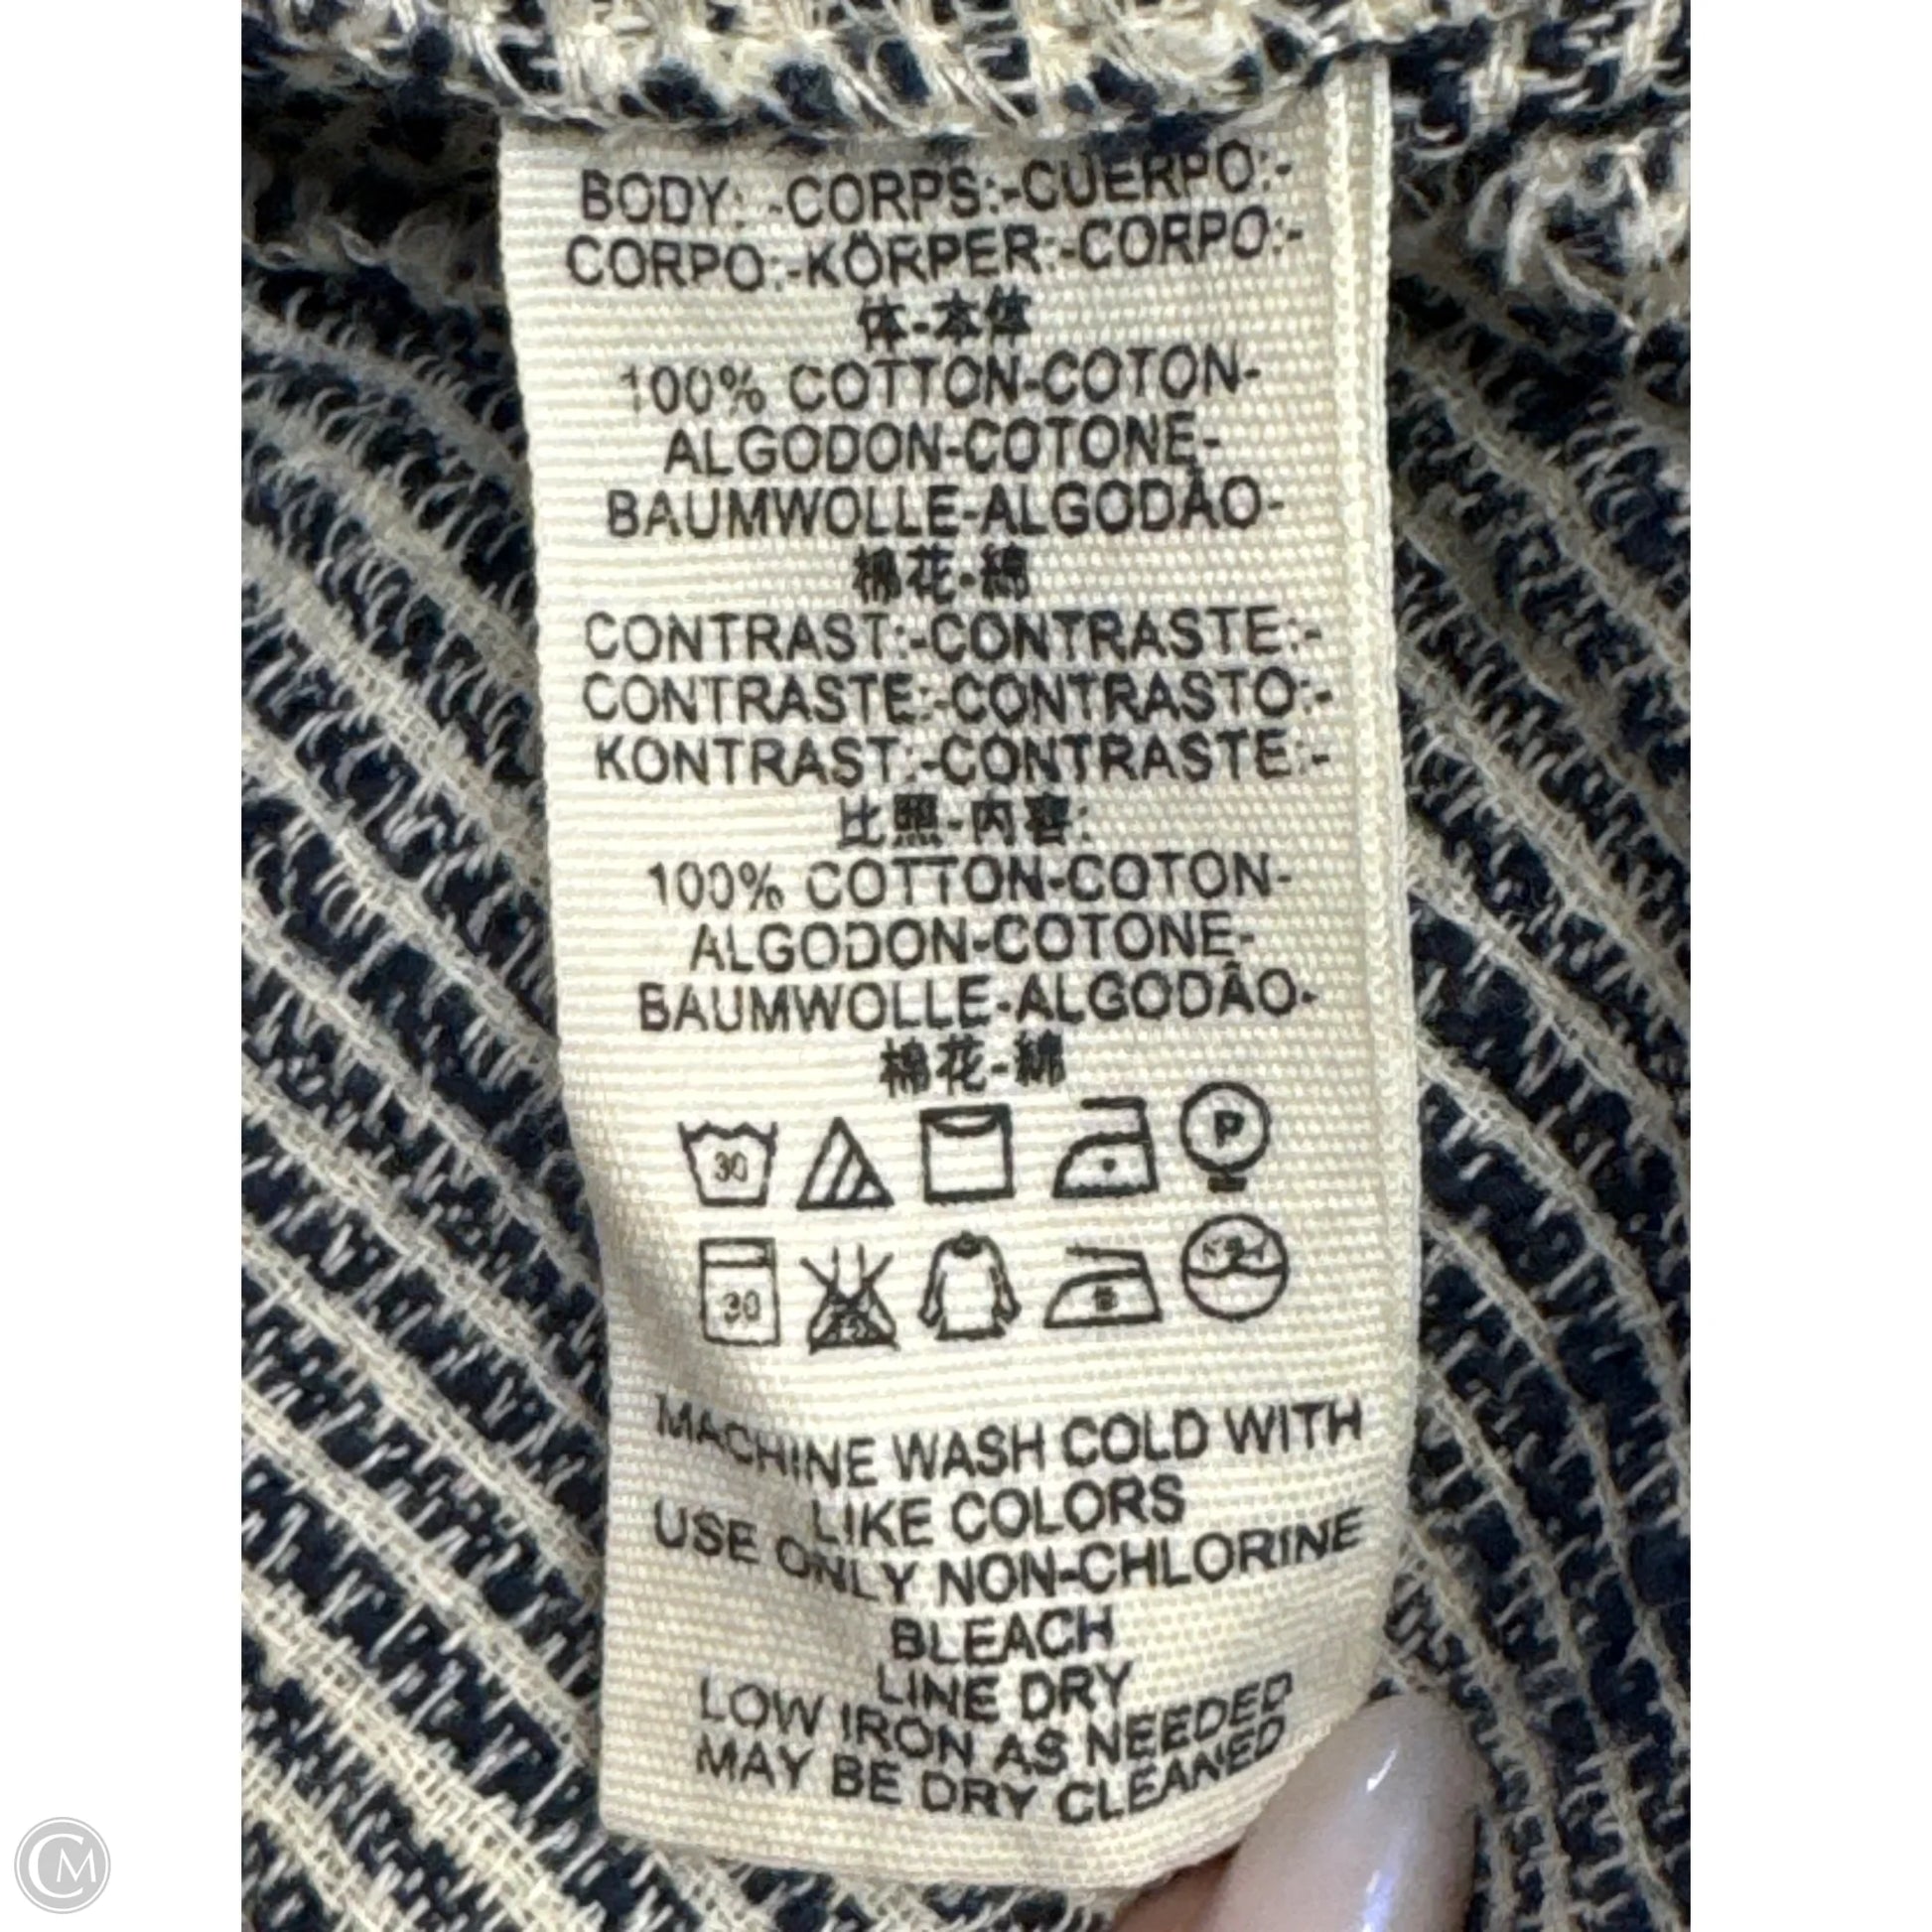 BODY: -CORPS:-CUERPO:-
CORPO:-KÖRPER:-CORPO:-
体-本体
100% COTTON-COTON-
ALGODON-COTONE-
BAUMWOLLE-ALGODÃO-
棉花-綿
CONTRAST:-CONTRASTE:-
CONTRASTE:-CONTRASTO:-
KONTRAST:-CONTRASTE:-
比照-内容:
100% COTTON-COTON-
ALGODON-COTONE-
BAUMWOLLE-ALGODÃO-
棉花-綿
30 P
30
MACHINE WASH COLD WITH
LIKE COLORS
USE ONLY NON-CHLORINE
BLEACH
LINE DRY
LOW IRON AS NEEDED
MAY BE DRY CLEANED
CM